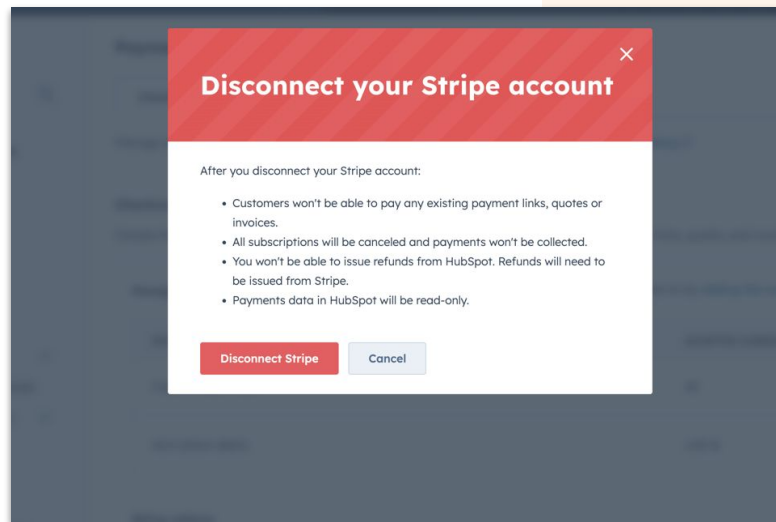 Disconnect your Stripe account
After you disconnect your Stripe account:
• Customers won't be able to pay any existing payment links, quotes or
invoices.
• All subscriptions will be canceled and payments won't be collected.
• You won't be able to issue refunds from HubSpot. Refunds will need to
be issued from Stripe.
• Payments data in HubSpot will be read-only.
Disconnect Stripe
Cancel